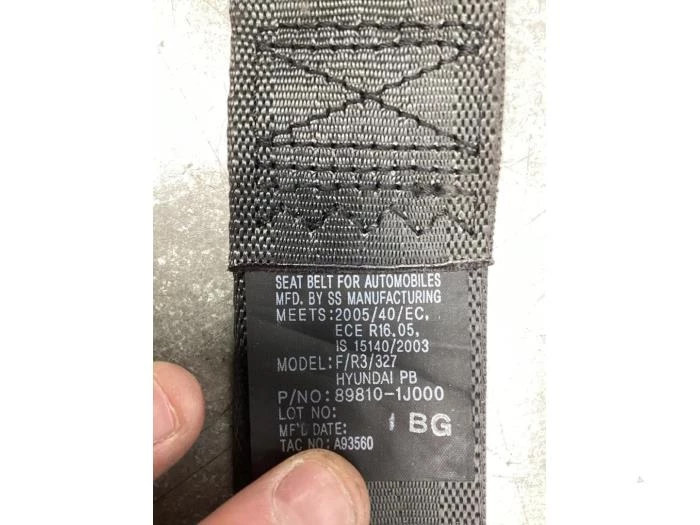 SEAT BELT FOR AUTOMOBILES
MFD. BY SS MANUFACTURING
MEETS:2005/40/EC,
ECE R16.05,
IS 15140/2003
MODEL:F/R3/327
HYUNDAI PB
P/NO: 89810-1J000
LOT NO:
MF'D DATE:
BG
TAC NO: A93560